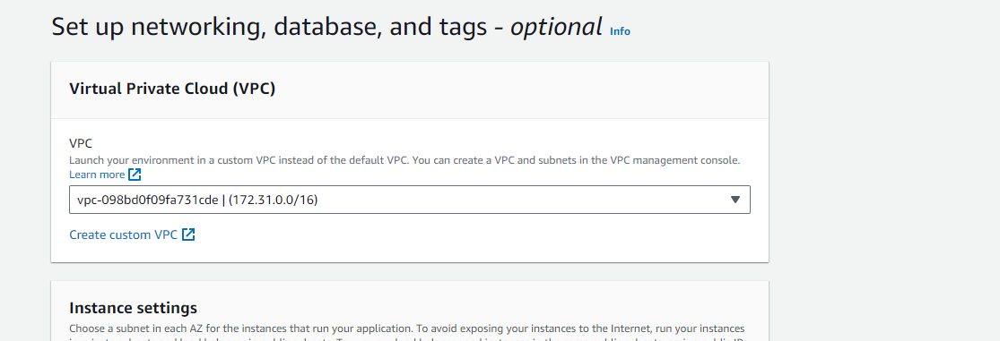 Set up networking, database, and tags - optional Info
Virtual Private Cloud (VPC)
VPC
Launch your environment in a custom VPC instead of the default VPC. You can create a VPC and subnets in the VPC management console.
Learn more
vpc-098bd0f09fa731cde | (172.31.0.0/16)
Create custom VPC
Instance settings
Choose a subnet in each AZ for the instances that run your application. To avoid exposing your instances to the Internet, run your instances